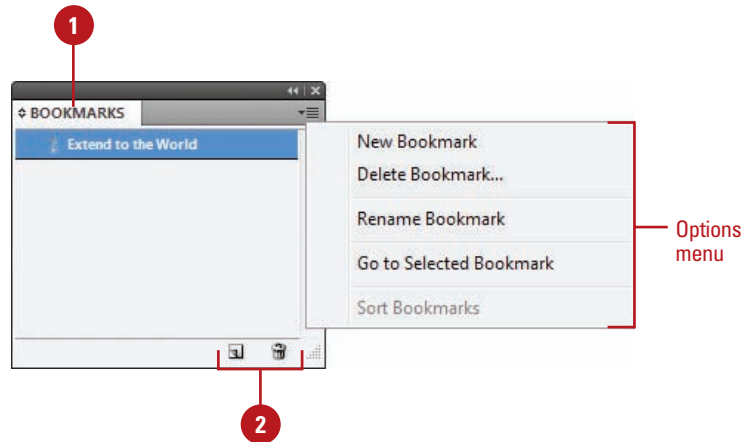 1
BOOKMARKS
Extend to the World
New Bookmark
Delete Bookmark...
Rename Bookmark
Go to Selected Bookmark
Sort Bookmarks
Options
menu
2